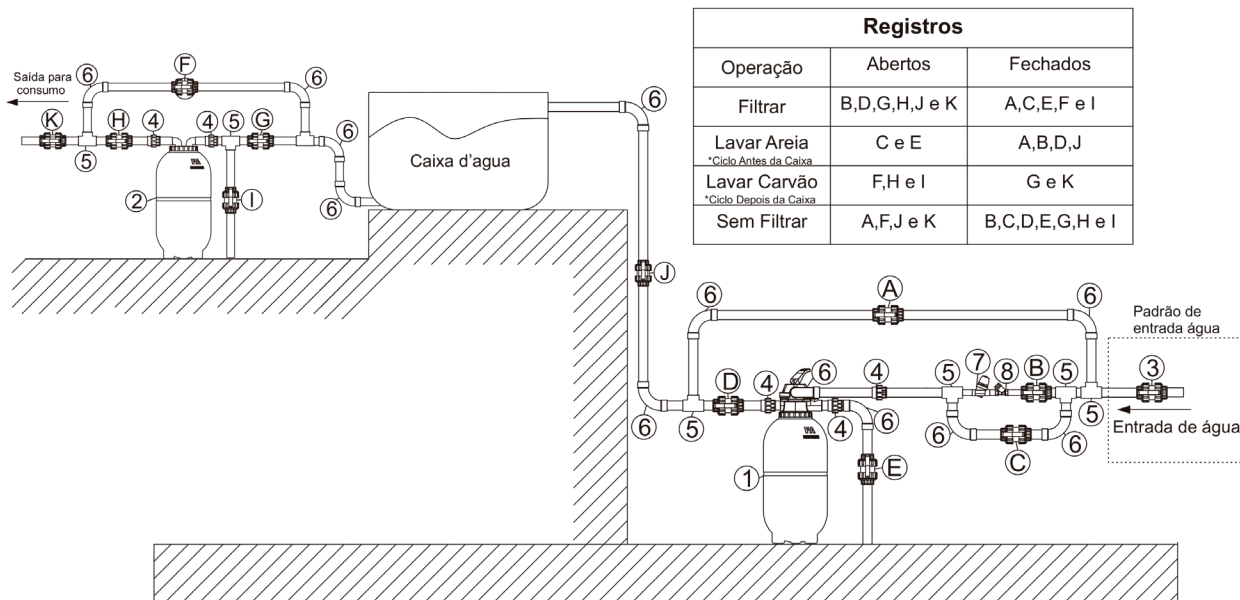 Registros
Operação Abertos Fechados
Filtrar B,D,G,H,J e K A,C,E,F e I
Lavar Areia C e E A,B,D,J
*Ciclo Antes da Caixa
Lavar Carvão F,H e I G e K
*Ciclo Depois da Caixa
Sem Filtrar A,F,J e K B,C,D,E,G,H e I
6 F 6
Saída para
consumo
K H 4 4 5 G 6
5
2 I 6
Caixa d'agua
6
J
6 A 6
Padrão de
entrada água
D 4 6 4 5 7 8 B 5 3
6 5 4 6 6 C 6 5
Entrada de água
1 E